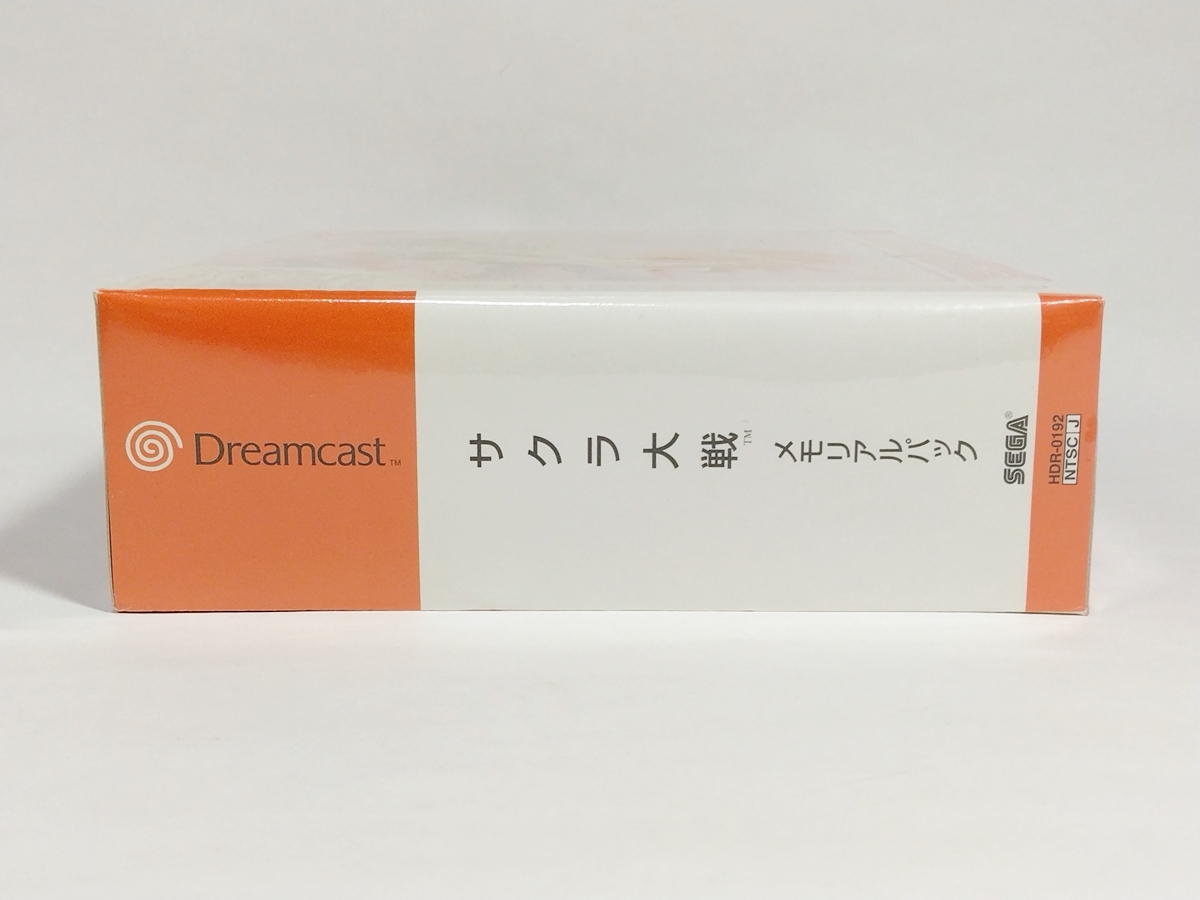 Dreamcast™
サクラ大戦™
メモリアルパック
SEGA®
HDR-0192
NTSC J